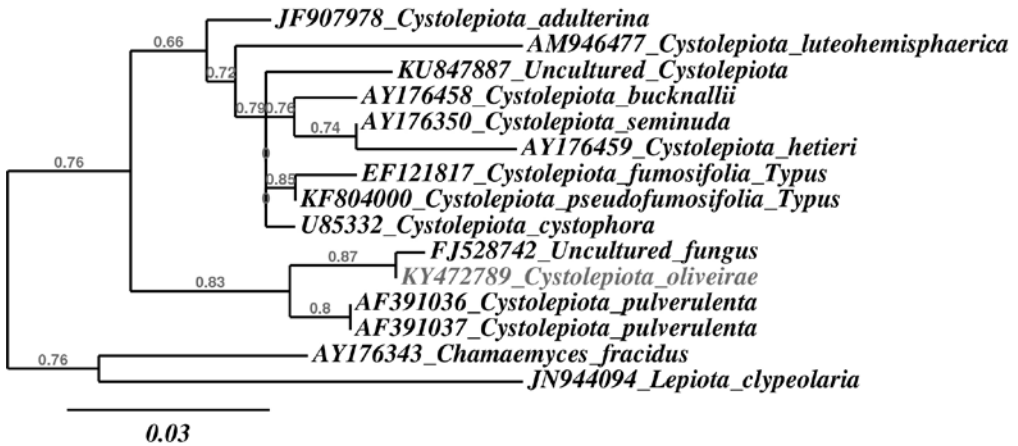 JF907978_Cystolepiota_adulterina
0.66
AM946477_Cystolepiota_luteohemisphaerica
0.72
KU847887_Uncultured_Cystolepiota
AY176458_Cystolepiota_bucknallii
0.79
0.76
AY176350_Cystolepiota_seminuda
0.74
AY176459_Cystolepiota_hetieri
0
0.76
EF121817_Cystolepiota_fumosifolia_Typus
0.85
KF804000_Cystolepiota_pseudofumosifolia_Typus
0
U85332_Cystolepiota_cystophora
FJ528742_Uncultured_fungus
0.87
KY472789_Cystolepiota_oliveirae
0.83
AF391036_Cystolepiota_pulverulenta
0.8
AF391037_Cystolepiota_pulverulenta
AY176343_Chamaemyces_fracidus
0.76
JN944094_Lepiota_clypeolaria
0.03